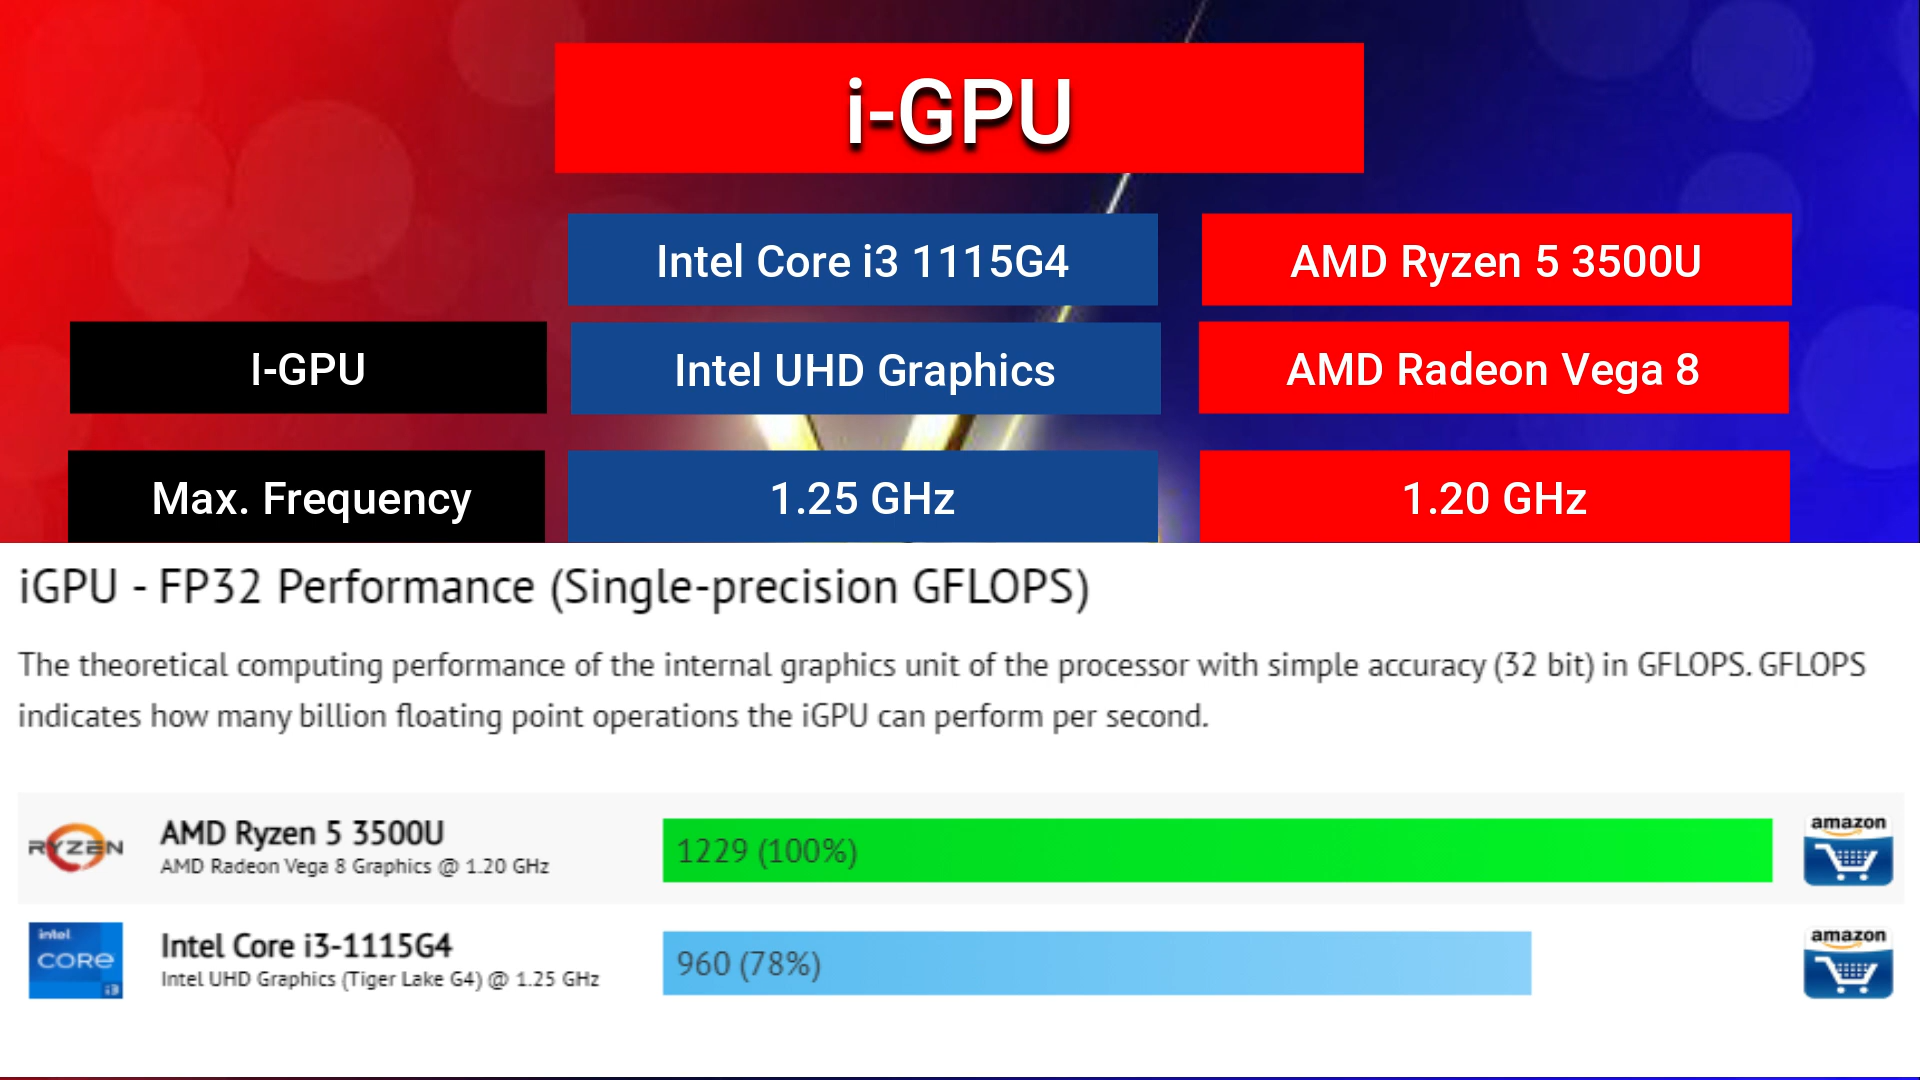 i-GPU
Intel Core i3 1115G4
AMD Ryzen 5 3500U
I-GPU
Intel UHD Graphics
AMD Radeon Vega 8
Max. Frequency
1.25 GHz
1.20 GHz
iGPU - FP32 Performance (Single-precision GFLOPS)
The theoretical computing performance of the internal graphics unit of the processor with simple accuracy (32 bit) in GFLOPS. GFLOPS
indicates how many billion floating point operations the iGPU can perform per second.
RYZEN
AMD Ryzen 5 3500U
AMD Radeon Vega 8 Graphics @ 1.20 GHz
1229 (100%)
amazon
intel
CORE
i3
Intel Core i3-1115G4
Intel UHD Graphics (Tiger Lake G4) @ 1.25 GHz
960 (78%)
amazon